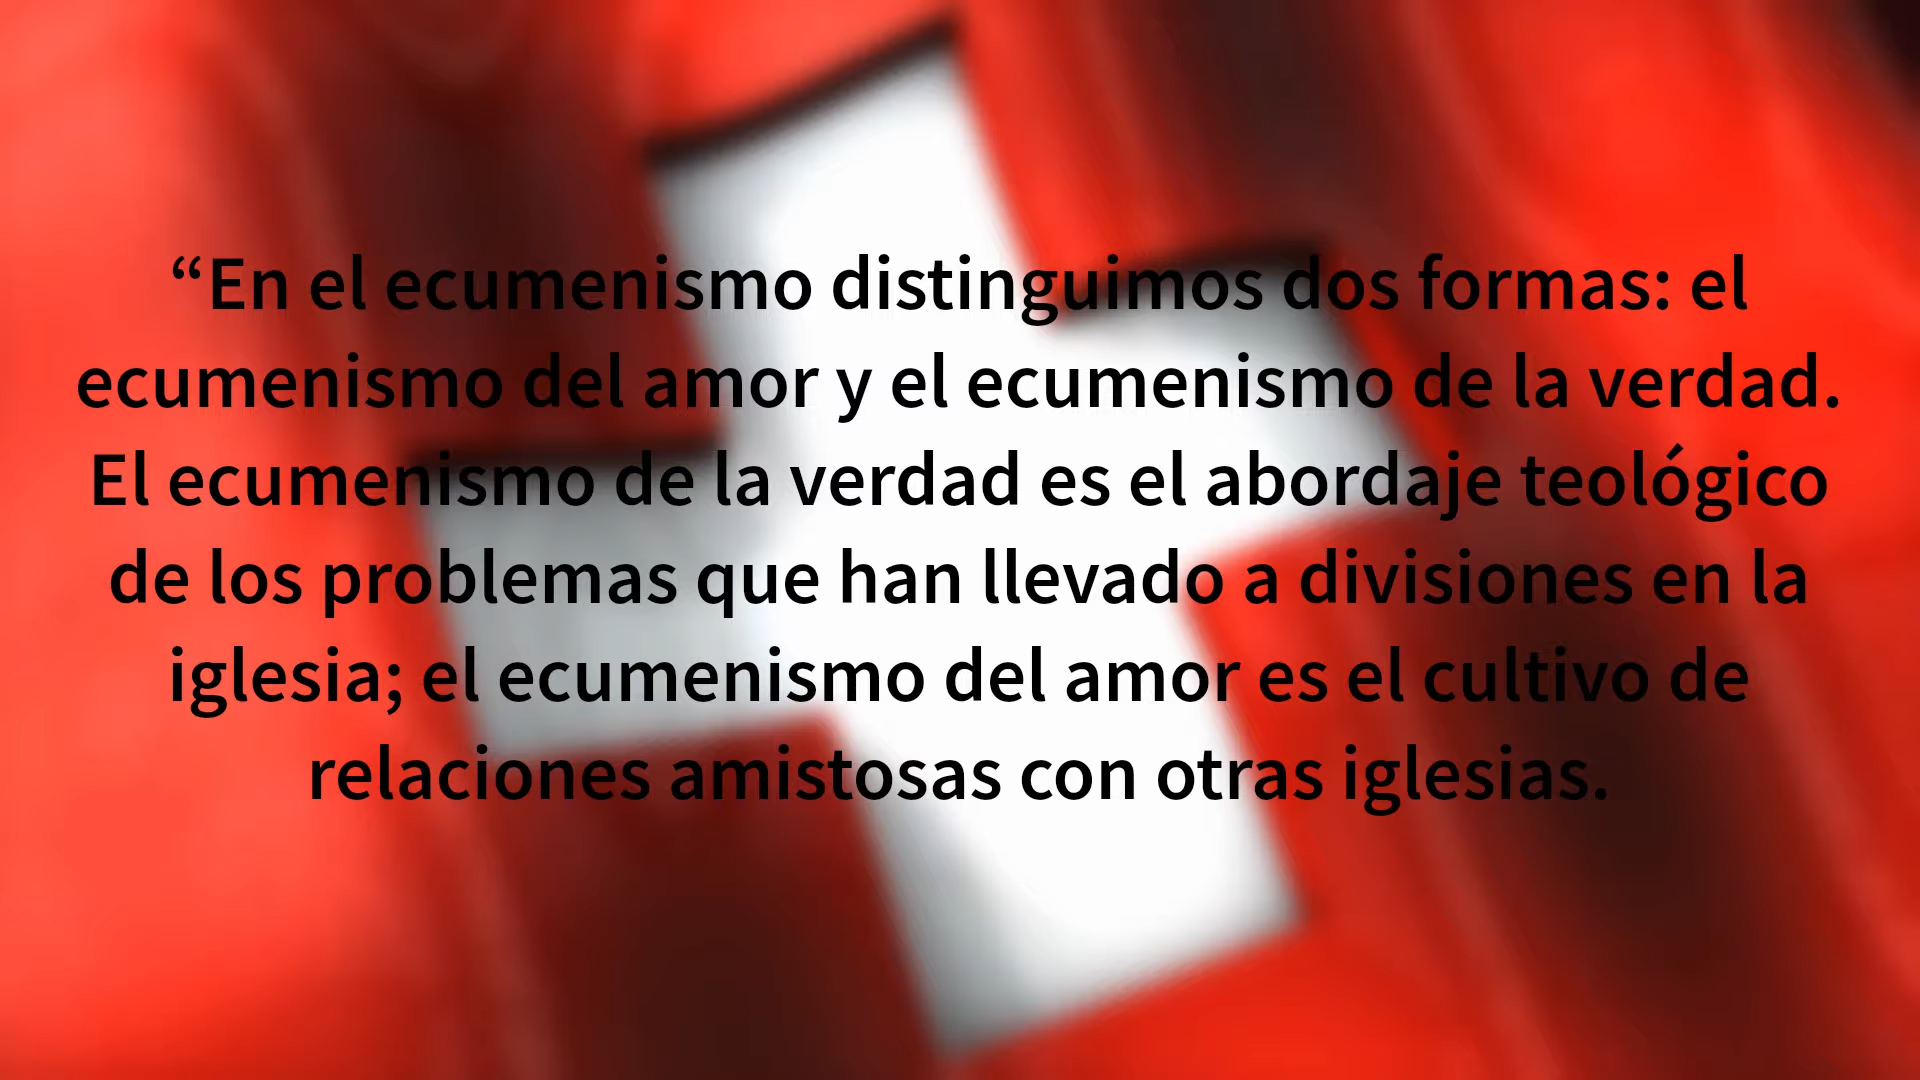 “En el ecumenismo distinguimos dos formas: el
ecumenismo del amor y el ecumenismo de la verdad.
El ecumenismo de la verdad es el abordaje teológico
de los problemas que han llevado a divisiones en la
iglesia; el ecumenismo del amor es el cultivo de
relaciones amistosas con otras iglesias.